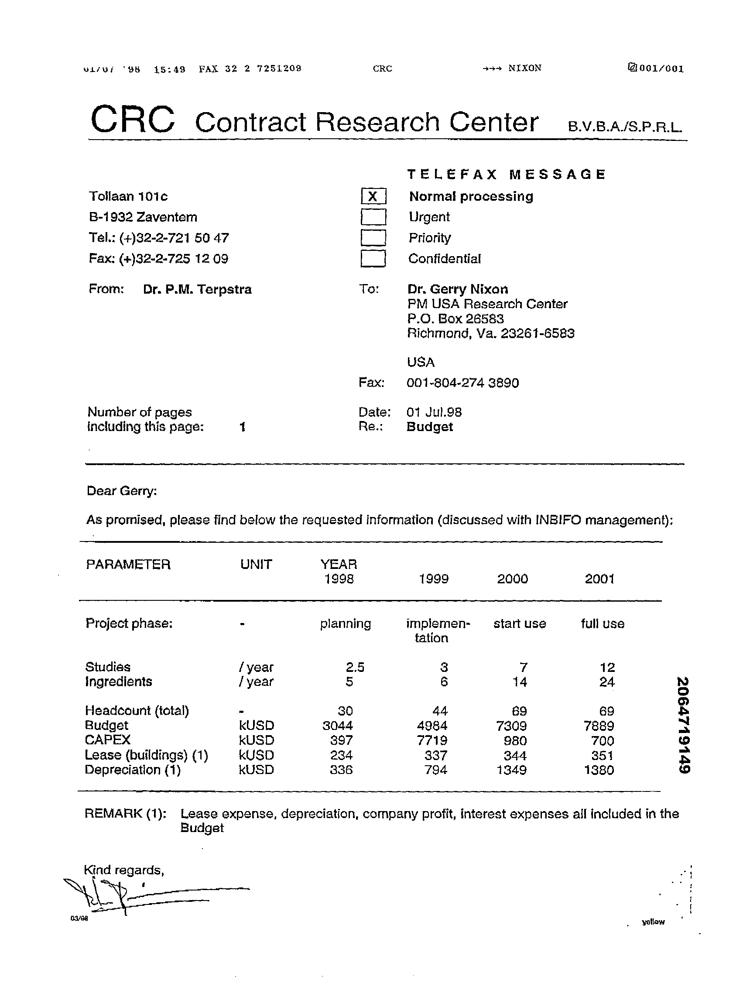 01/07 '98 15:49 FAX 32 2 7251209 CRC →→→ NIXON 001/001
CRC Contract Research Center B.V.B.A./S.P.R.L.
TELEFAX MESSAGE
Tollaan 101c X Normal processing
B-1932 Zaventem Urgent
Tel.: (+)32-2-721 50 47 Priority
Fax: (+)32-2-725 12 09 Confidential
From: Dr. P.M. Terpstra To: Dr. Gerry Nixon
PM USA Research Center
P.O. Box 26583
Richmond, Va. 23261-6583
USA
Fax: 001-804-274 3890
Number of pages Date: 01 Jul.98
including this page: 1 Re.: Budget
Dear Gerry:
As promised, please find below the requested information (discussed with INBIFO management):
PARAMETER UNIT YEAR
1998 1999 2000 2001
Project phase: - planning implemen- start use full use
tation
Studies / year 2.5 3 7 12
Ingredients / year 5 6 14 24
Headcount (total) - 30 44 69 69
Budget kUSD 3044 4984 7309 7889
CAPEX kUSD 397 7719 980 700
Lease (buildings) (1) kUSD 234 337 344 351
Depreciation (1) kUSD 336 794 1349 1380
2064719149
REMARK (1): Lease expense, depreciation, company profit, interest expenses all included in the
Budget
Kind regards,
03/98
yellow